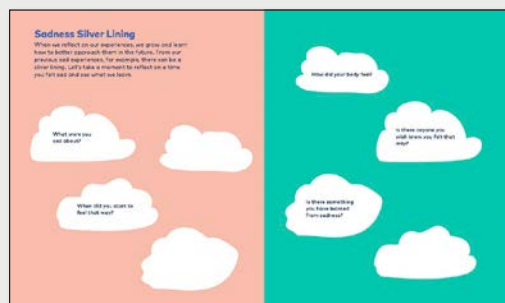 Sadness Silver Lining
When we reflect on our experiences, we grow and learn
how to better approach them in the future. From our
previous sad experiences, for example, there can be a
silver lining. Let's take a moment to reflect on a time
you felt sad and see what we learn.
What were you
sad about?
When did you start to
feel that way?
How did your body feel?
Is there anyone you
wish knew you felt that
way?
Is there something
you have learned
from sadness?